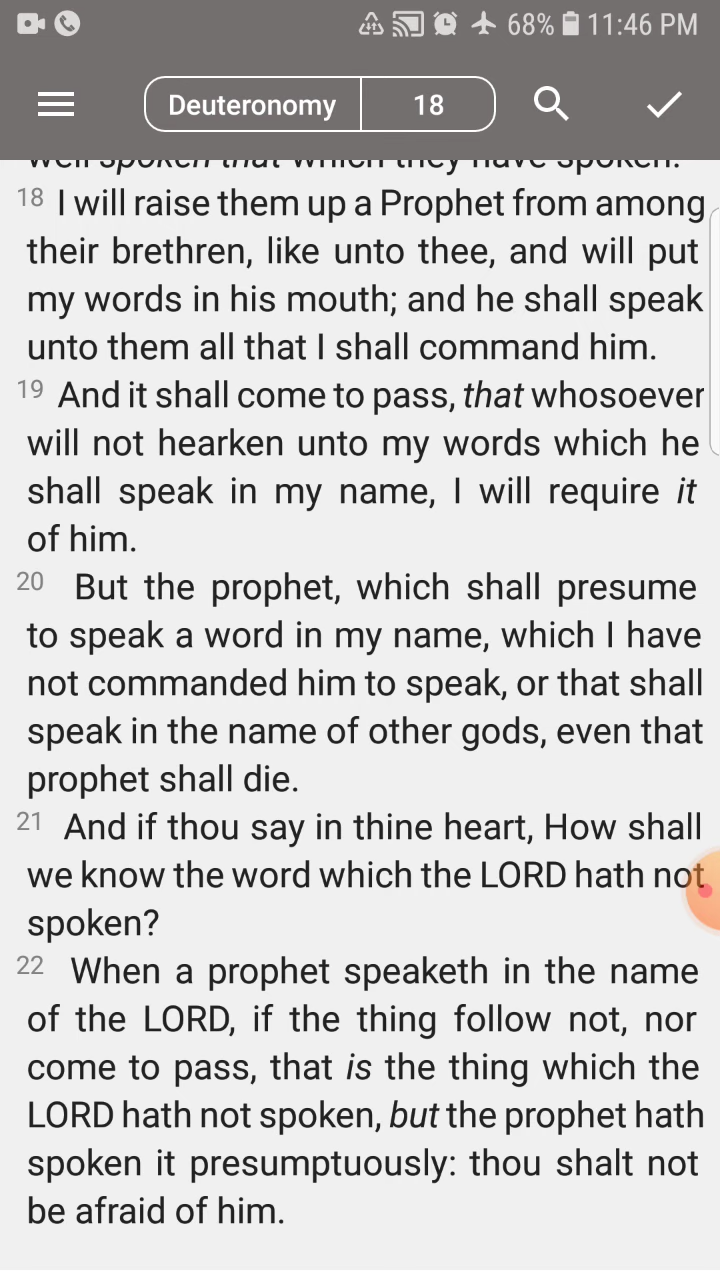 68% 11:46 PM
Deuteronomy 18
well spoken that which they have spoken.
18 I will raise them up a Prophet from among
their brethren, like unto thee, and will put
my words in his mouth; and he shall speak
unto them all that I shall command him.
19 And it shall come to pass, that whosoever
will not hearken unto my words which he
shall speak in my name, I will require it
of him.
20 But the prophet, which shall presume
to speak a word in my name, which I have
not commanded him to speak, or that shall
speak in the name of other gods, even that
prophet shall die.
21 And if thou say in thine heart, How shall
we know the word which the LORD hath not
spoken?
22 When a prophet speaketh in the name
of the LORD, if the thing follow not, nor
come to pass, that is the thing which the
LORD hath not spoken, but the prophet hath
spoken it presumptuously: thou shalt not
be afraid of him.